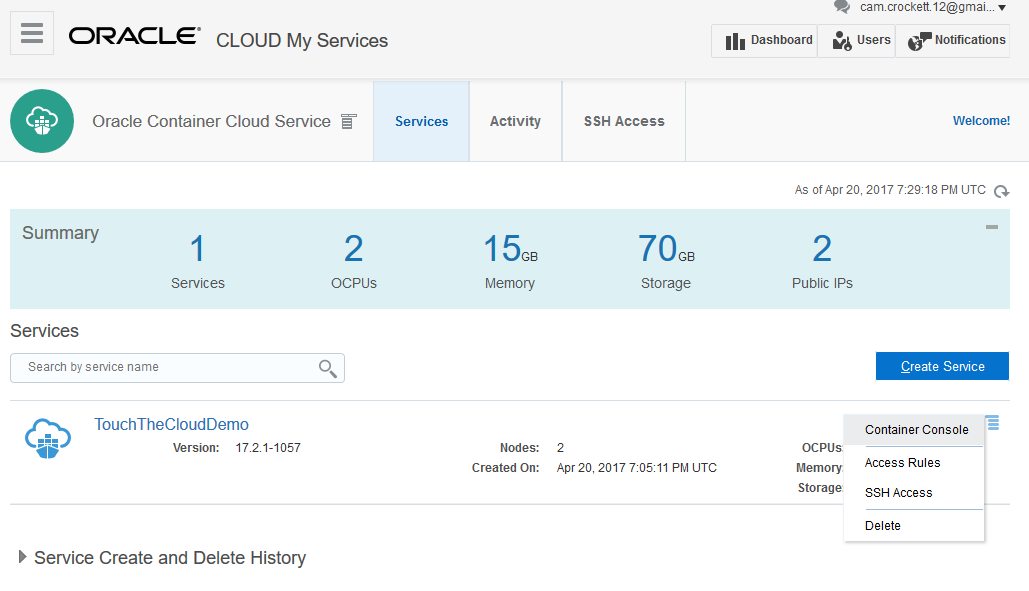 cam.crockett.12@gmai...
ORACLE® CLOUD My Services
Dashboard Users Notifications
Oracle Container Cloud Service Services Activity SSH Access Welcome!
As of Apr 20, 2017 7:29:18 PM UTC
Summary
1 2 15GB 70GB 2
Services OCPUs Memory Storage Public IPs
Services
Search by service name
Create Service
TouchTheCloudDemo
Version: 17.2.1-1057 Nodes: 2 OCPUs:
Created On: Apr 20, 2017 7:05:11 PM UTC Memory:
Storage:
Container Console
Access Rules
SSH Access
Delete
Service Create and Delete History